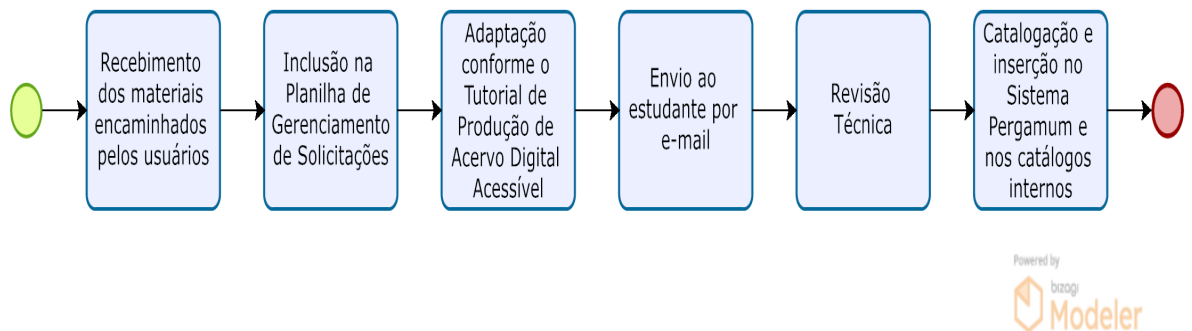 Recebimento
dos materiais
encaminhados
pelos usuários
Inclusão na
Planilha de
Gerenciamento
de Solicitações
Adaptação
conforme o
Tutorial de
Produção de
Acervo Digital
Acessível
Envio ao
estudante por
e-mail
Revisão
Técnica
Catalogação e
inserção no
Sistema
Pergamum e
nos catálogos
internos
Powered by
bizagi
Modeler